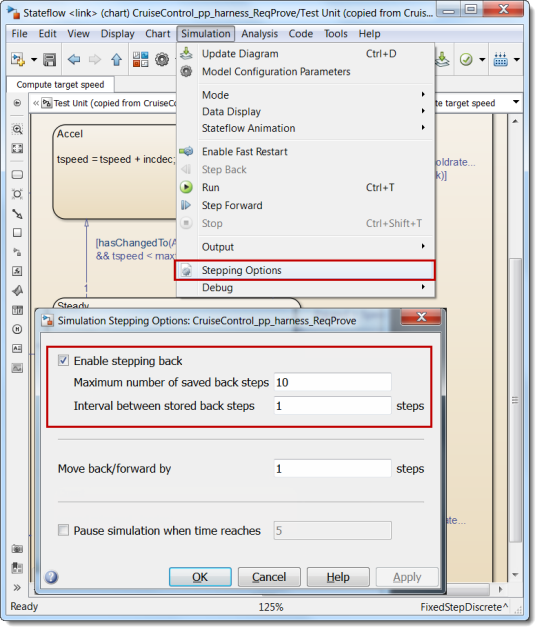 Stateflow <link> (chart) CruiseControl_pp_harness_ReqProve/Test Unit (copied from Cruis...
File Edit View Display Chart Simulation Analysis Code Tools Help
Update Diagram Ctrl+D
Model Configuration Parameters
Compute target speed
Mode
« Test Unit (copied from CruiseCo
te target speed
Data Display
Stateflow Animation
Accel
tspeed = tspeed + incdec;
Enable Fast Restart
oldrate...
Step Back
k)]
Run Ctrl+T
Step Forward
Stop Ctrl+Shift+T
[hasChangedTo(A
Output
&& tspeed < max
Stepping Options
1
Debug
Steady
Simulation Stepping Options: CruiseControl_pp_harness_ReqProve
Enable stepping back
Maximum number of saved back steps 10
Interval between stored back steps 1 steps
Move back/forward by 1 steps
Pause simulation when time reaches 5
ate...
OK Cancel Help Apply
Ready 125% FixedStepDiscrete